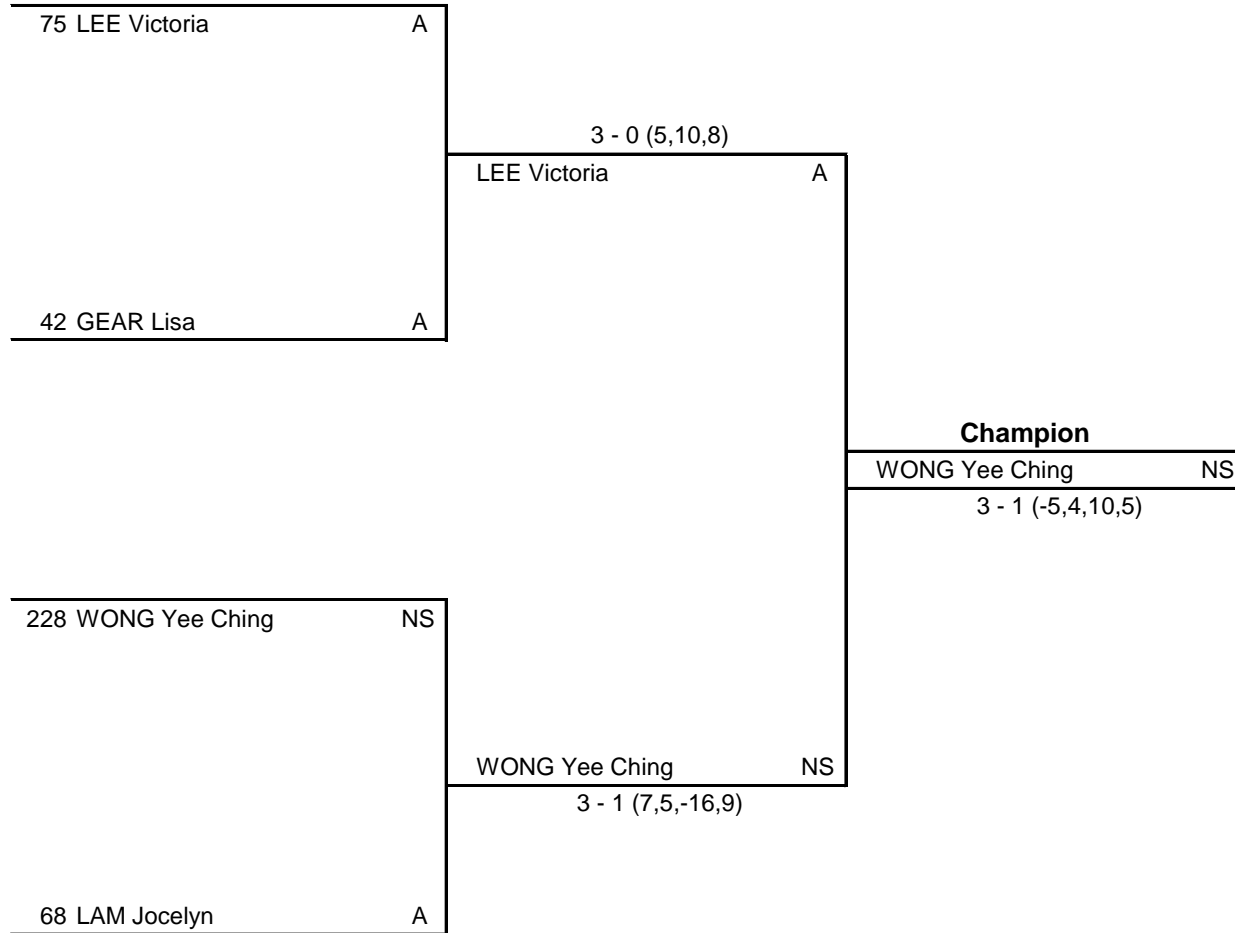 75 LEE Victoria A
3 - 0 (5,10,8)
LEE Victoria A
42 GEAR Lisa A
Champion
WONG Yee Ching NS
3 - 1 (-5,4,10,5)
228 WONG Yee Ching NS
WONG Yee Ching NS
3 - 1 (7,5,-16,9)
68 LAM Jocelyn A